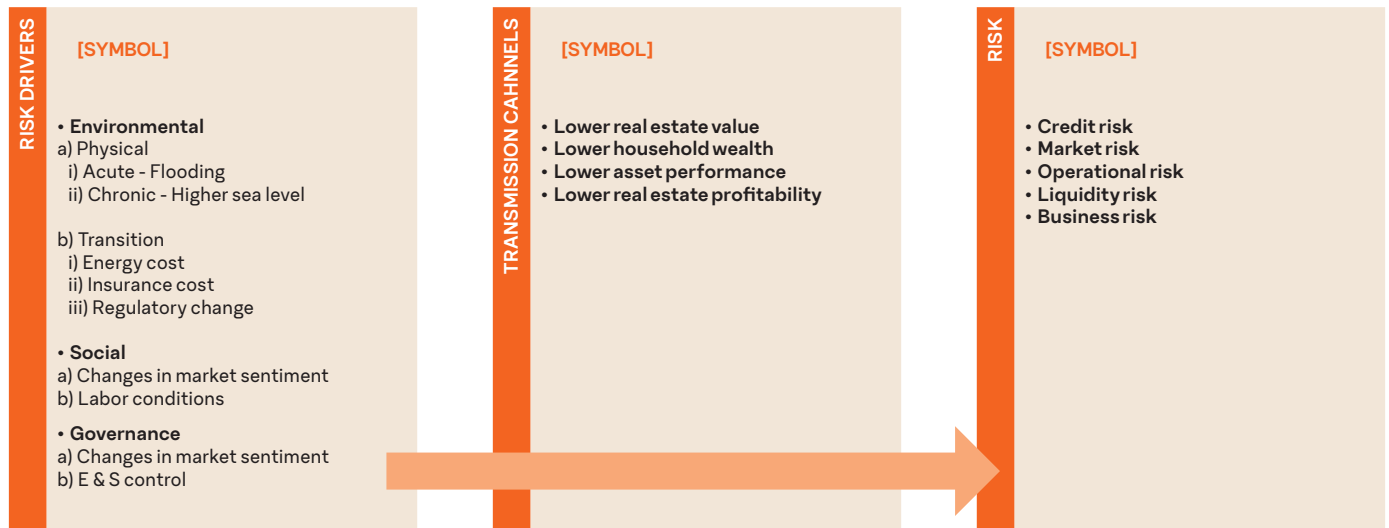 RISK DRIVERS
[SYMBOL]
• Environmental
a) Physical
i) Acute - Flooding
ii) Chronic - Higher sea level
b) Transition
i) Energy cost
ii) Insurance cost
iii) Regulatory change
• Social
a) Changes in market sentiment
b) Labor conditions
• Governance
a) Changes in market sentiment
b) E & S control
TRANSMISSION CAHNNELS
[SYMBOL]
• Lower real estate value
• Lower household wealth
• Lower asset performance
• Lower real estate profitability
RISK
[SYMBOL]
• Credit risk
• Market risk
• Operational risk
• Liquidity risk
• Business risk